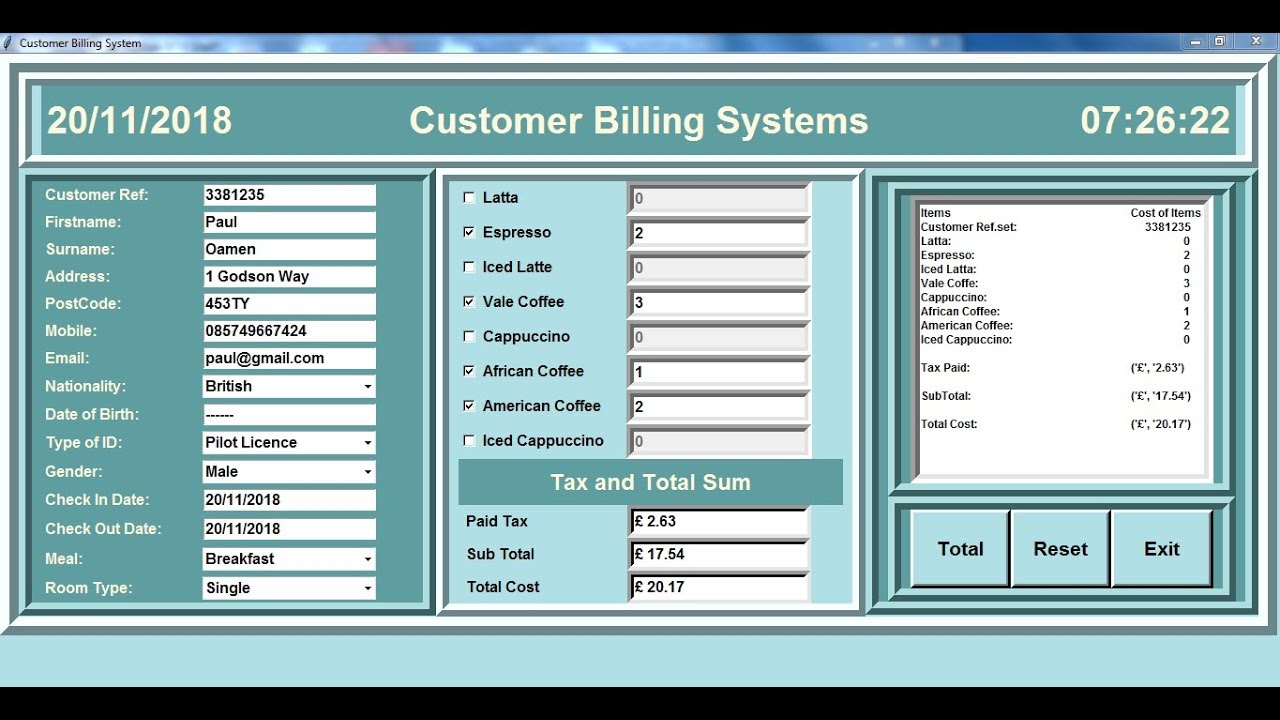 Customer Billing System
20/11/2018 Customer Billing Systems 07:26:22
Customer Ref: 3381235
Firstname: Paul
Surname: Oamen
Address: 1 Godson Way
PostCode: 453TY
Mobile: 085749667424
Email: paul@gmail.com
Nationality: British
Date of Birth: ------
Type of ID: Pilot Licence
Gender: Male
Check In Date: 20/11/2018
Check Out Date: 20/11/2018
Meal: Breakfast
Room Type: Single
Latta 0
Espresso 2
Iced Latte 0
Vale Coffee 3
Cappuccino 0
African Coffee 1
American Coffee 2
Iced Cappuccino 0
Tax and Total Sum
Paid Tax £ 2.63
Sub Total £ 17.54
Total Cost £ 20.17
Items Cost of Items
Customer Ref.set: 3381235
Latta: 0
Espresso: 2
Iced Latta: 0
Vale Coffe: 3
Cappuccino: 0
African Coffee: 1
American Coffee: 2
Iced Cappuccino: 0
Tax Paid: ('£', '2.63')
SubTotal: ('£', '17.54')
Total Cost: ('£', '20.17')
Total Reset Exit